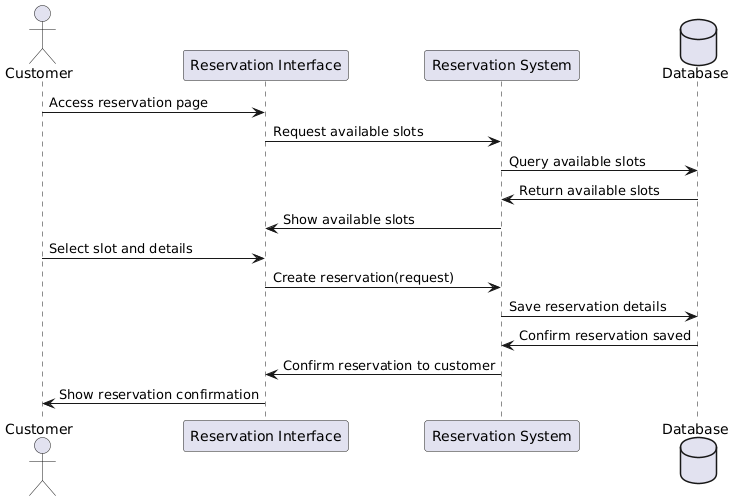 Customer
Reservation Interface
Reservation System
Database
Access reservation page
Request available slots
Query available slots
Return available slots
Show available slots
Select slot and details
Create reservation(request)
Save reservation details
Confirm reservation saved
Confirm reservation to customer
Show reservation confirmation
Customer
Reservation Interface
Reservation System
Database